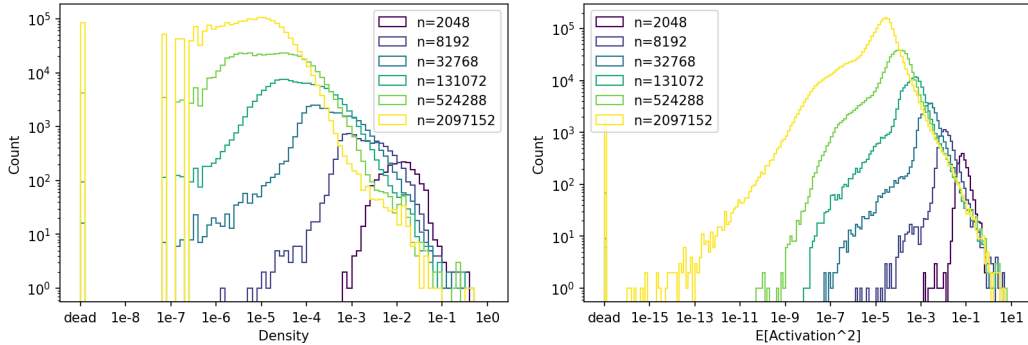 n=2048
n=8192
n=32768
n=131072
n=524288
n=2097152
10^5
10^4
10^3
10^2
10^1
10^0
Count
dead 1e-8 1e-7 1e-6 1e-5 1e-4 1e-3 1e-2 1e-1 1e0
Density
n=2048
n=8192
n=32768
n=131072
n=524288
n=2097152
10^5
10^4
10^3
10^2
10^1
10^0
Count
dead 1e-15 1e-13 1e-11 1e-9 1e-7 1e-5 1e-3 1e-1 1e1
E[Activation^2]